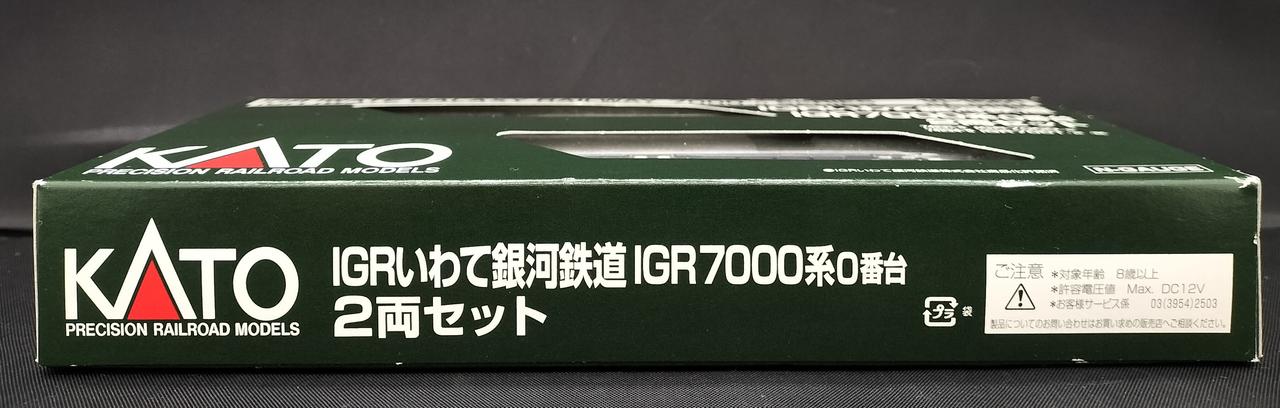 KATO
PRECISION RAILROAD MODELS
N-GAUGE
KATO
PRECISION RAILROAD MODELS
IGRいわて銀河鉄道 IGR7000系0番台
2両セット
プラ
袋
ご注意
*対象年齢 8歳以上
*許容電圧値 Max. DC12V
*お客様サービス係 03(3954)2503
製品についてのお問い合わせはお買い求めの販売店へご相談ください。